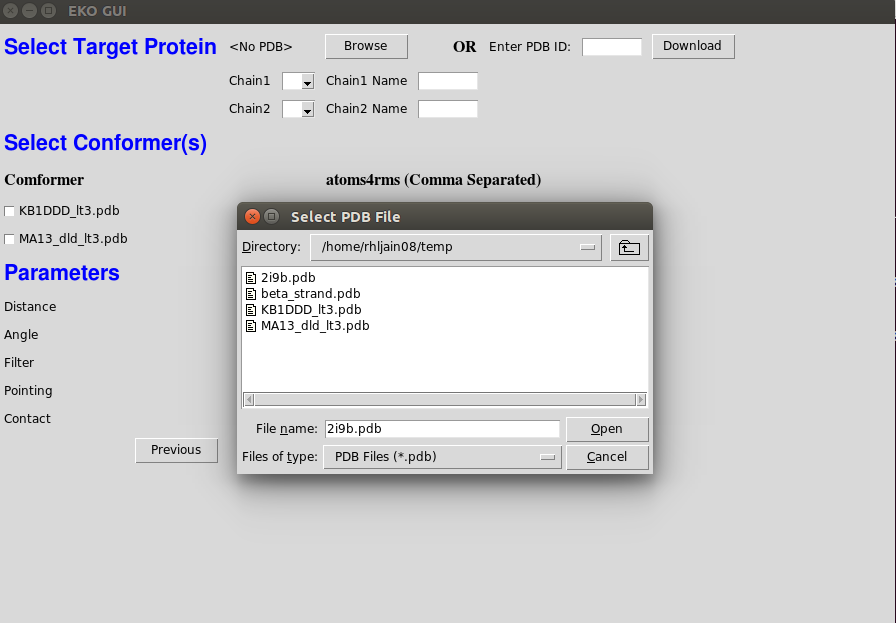 EKO GUI
Select Target Protein <No PDB> Browse OR Enter PDB ID: Download
Chain1 Chain1 Name
Chain2 Chain2 Name
Select Conformer(s)
Comformer atoms4rms (Comma Separated)
KB1DDD_lt3.pdb
MA13_dld_lt3.pdb
Parameters
Distance
Angle
Filter
Pointing
Contact
Previous
Select PDB File
Directory: /home/rhljain08/temp
2i9b.pdb
beta_strand.pdb
KB1DDD_lt3.pdb
MA13_dld_lt3.pdb
File name: 2i9b.pdb Open
Files of type: PDB Files (*.pdb) Cancel